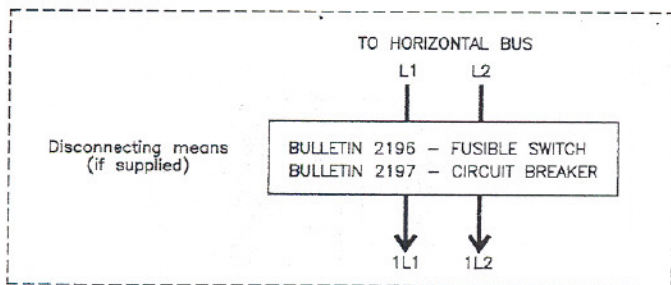 TO HORIZONTAL BUS
L1 L2
Disconnecting means
(if supplied)
BULLETIN 2196 – FUSIBLE SWITCH
BULLETIN 2197 – CIRCUIT BREAKER
1L1 1L2